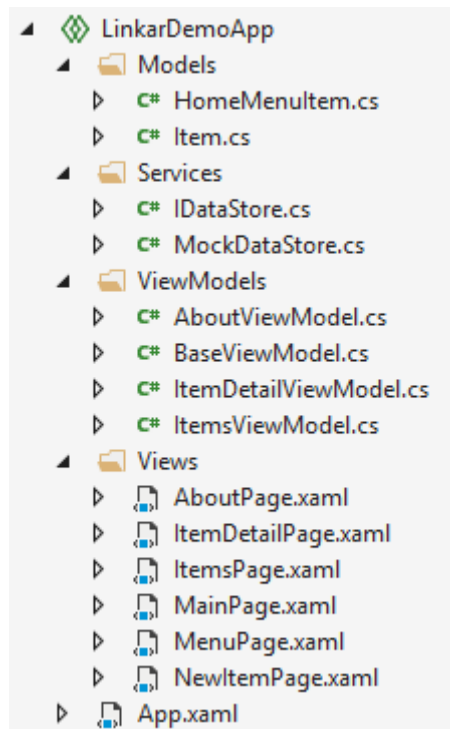 LinkarDemoApp
Models
C# HomeMenuItem.cs
C# Item.cs
Services
C# IDataStore.cs
C# MockDataStore.cs
ViewModels
C# AboutViewModel.cs
C# BaseViewModel.cs
C# ItemDetailViewModel.cs
C# ItemsViewModel.cs
Views
AboutPage.xaml
ItemDetailPage.xaml
ItemsPage.xaml
MainPage.xaml
MenuPage.xaml
NewItemPage.xaml
App.xaml